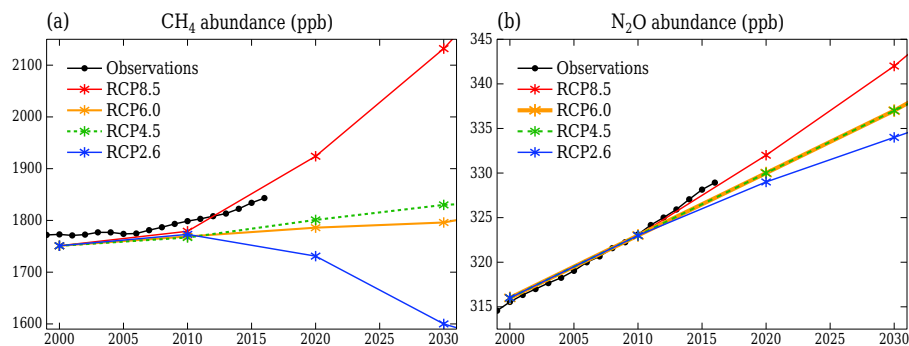 (a) CH₄ abundance (ppb)
2100
2000
1900
1800
1700
1600
Observations
RCP8.5
RCP6.0
RCP4.5
RCP2.6
2000 2005 2010 2015 2020 2025 2030
(b) N₂O abundance (ppb)
345
340
335
330
325
320
315
Observations
RCP8.5
RCP6.0
RCP4.5
RCP2.6
2000 2005 2010 2015 2020 2025 2030